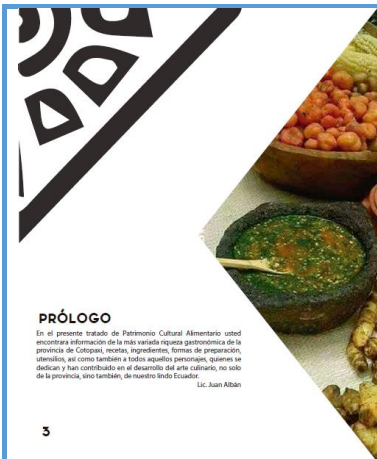 PRÓLOGO
En el presente tratado de Patrimonio Cultural Alimentario usted
encontrara información de la más variada riqueza gastronómica de la
provincia de Cotopaxi, recetas, ingredientes, formas de preparación,
utensilios, así como también a todos aquellos personajes, quienes se
dedican y han contribuido en el desarrollo del arte culinario, no solo
de la provincia, sino también, de nuestro lindo Ecuador.
Lic. Juan Albán
3